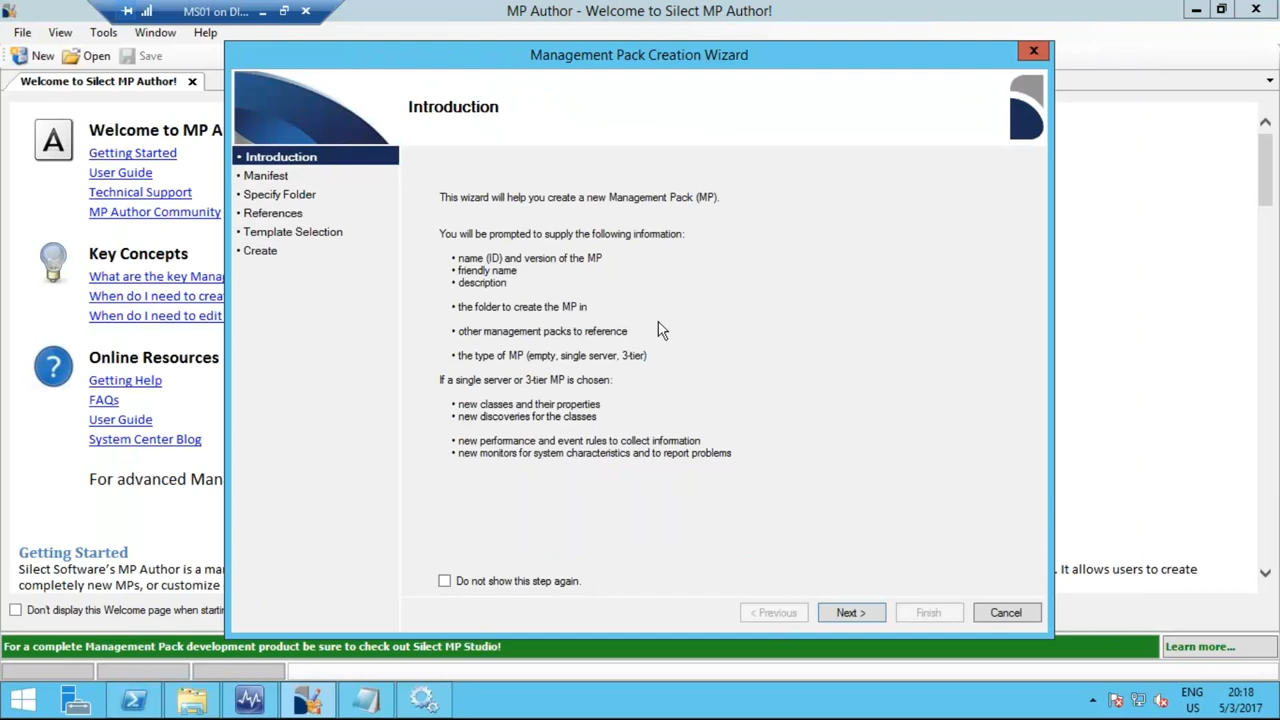 MS01 on DI...
MP Author - Welcome to Silect MP Author!
File View Tools Window Help
New Open Save
Welcome to Silect MP Author!
Management Pack Creation Wizard
Introduction
• Introduction
• Manifest
• Specify Folder
• References
• Template Selection
• Create
This wizard will help you create a new Management Pack (MP).
You will be prompted to supply the following information:
• name (ID) and version of the MP
• friendly name
• description
• the folder to create the MP in
• other management packs to reference
• the type of MP (empty, single server, 3-tier)
If a single server or 3-tier MP is chosen:
• new classes and their properties
• new discoveries for the classes
• new performance and event rules to collect information
• new monitors for system characteristics and to report problems
Do not show this step again.
< Previous Next > Finish Cancel
A
Welcome to MP A
Getting Started
User Guide
Technical Support
MP Author Community
Key Concepts
What are the key Mana
When do I need to crea
When do I need to edit
?
Online Resources
Getting Help
FAQs
User Guide
System Center Blog
For advanced Man
Getting Started
Silect Software's MP Author is a ma
. It allows users to create
completely new MPs, or customize
Don't display this Welcome page when startin
For a complete Management Pack development product be sure to check out Silect MP Studio!
Learn more...
ENG
US
20:18
5/3/2017